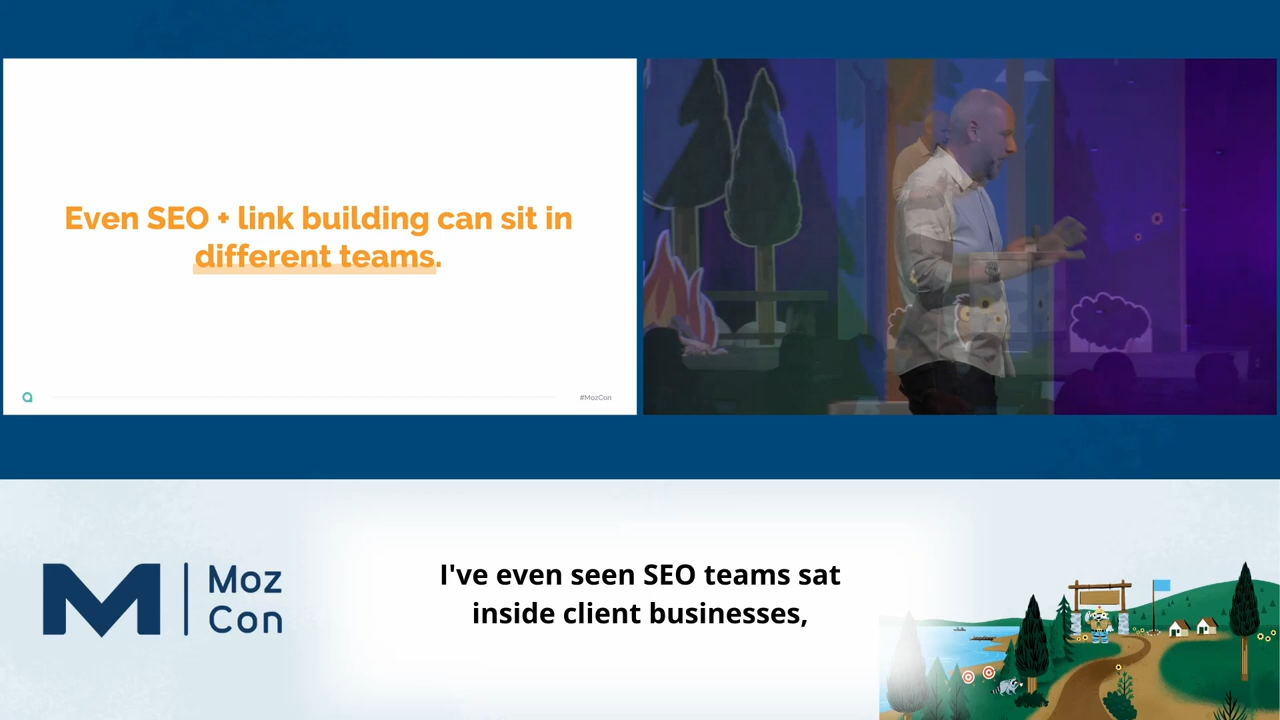 Even SEO + link building can sit in
different teams.
#MozCon
Moz
Con
I've even seen SEO teams sat
inside client businesses,